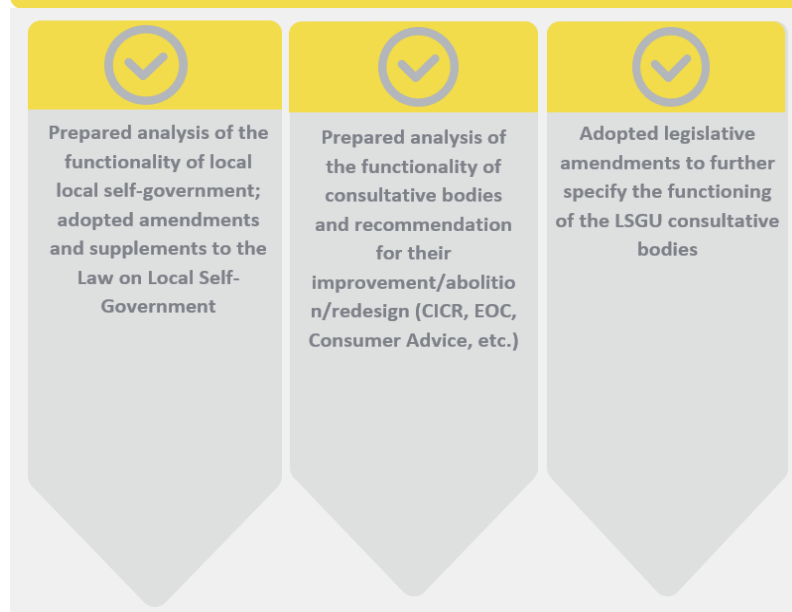 Prepared analysis of the
functionality of local
local self-government;
adopted amendments
and supplements to the
Law on Local Self-
Government
Prepared analysis of
the functionality of
consultative bodies
and recommendation
for their
improvement/abolitio
n/redesign (CICR, EOC,
Consumer Advice, etc.)
Adopted legislative
amendments to further
specify the functioning
of the LSGU consultative
bodies